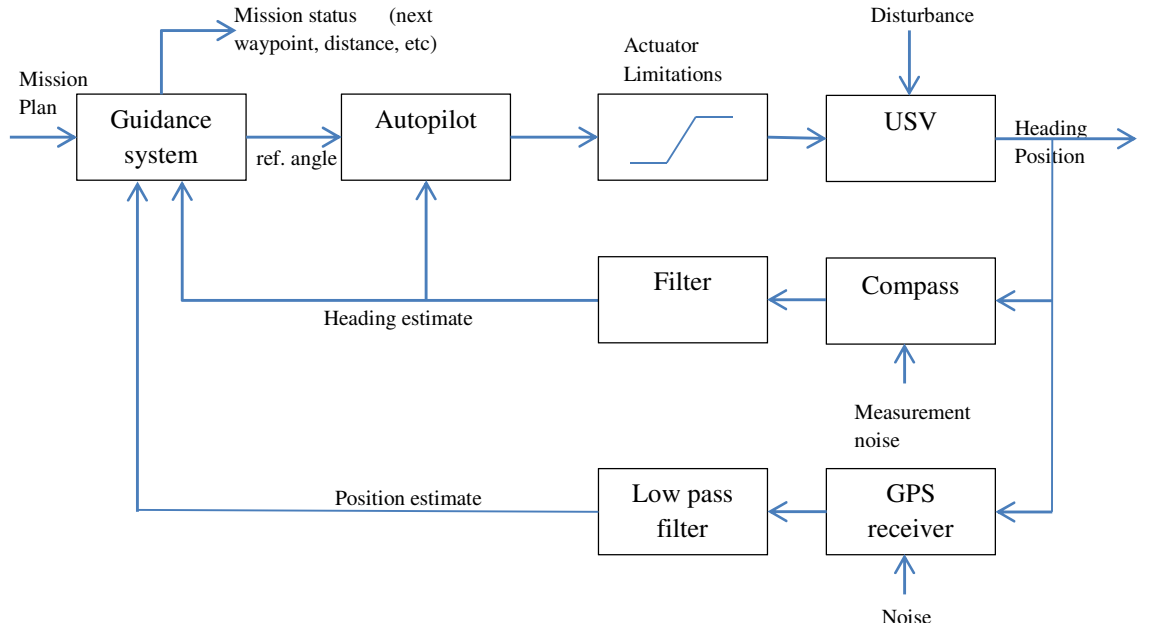 Mission status (next
waypoint, distance, etc)
Disturbance
Actuator
Limitations
Mission
Plan
Guidance
system
ref. angle
Autopilot
USV
Heading
Position
Filter
Compass
Heading estimate
Measurement
noise
Position estimate
Low pass
filter
GPS
receiver
Noise